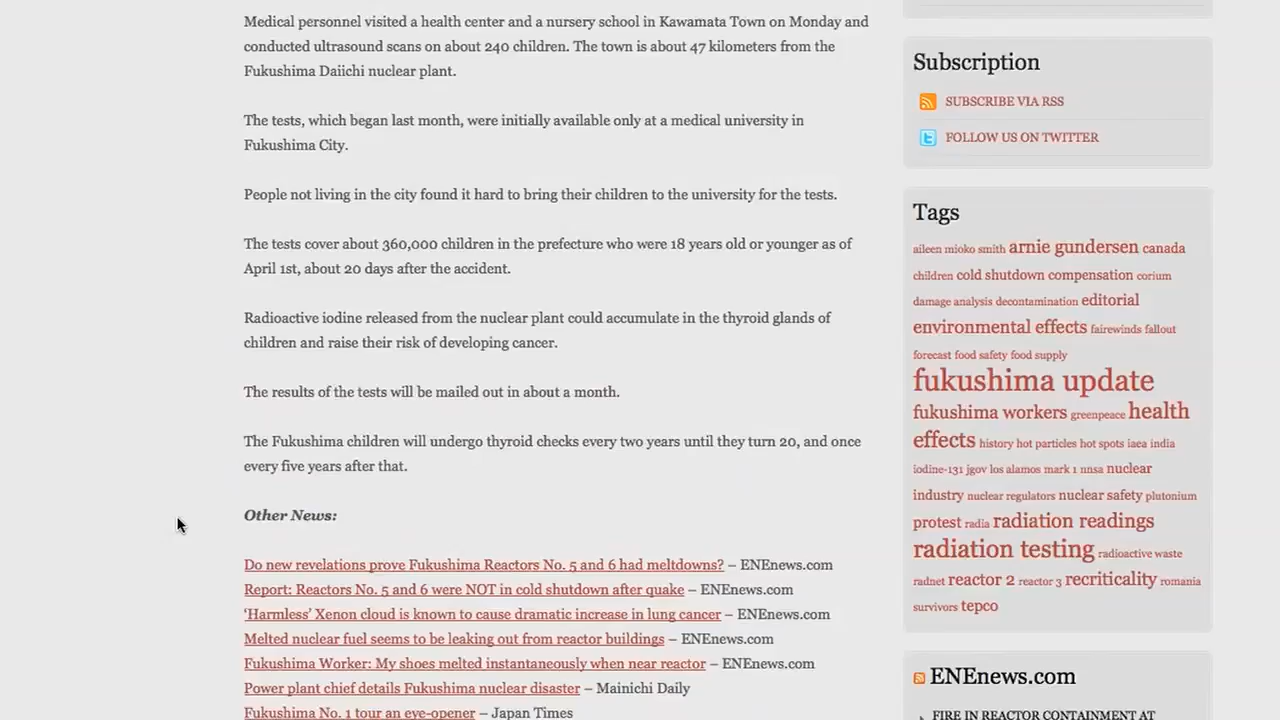 Medical personnel visited a health center and a nursery school in Kawamata Town on Monday and
conducted ultrasound scans on about 240 children. The town is about 47 kilometers from the
Fukushima Daiichi nuclear plant.
The tests, which began last month, were initially available only at a medical university in
Fukushima City.
People not living in the city found it hard to bring their children to the university for the tests.
The tests cover about 360,000 children in the prefecture who were 18 years old or younger as of
April 1st, about 20 days after the accident.
Radioactive iodine released from the nuclear plant could accumulate in the thyroid glands of
children and raise their risk of developing cancer.
The results of the tests will be mailed out in about a month.
The Fukushima children will undergo thyroid checks every two years until they turn 20, and once
every five years after that.
Other News:
Do new revelations prove Fukushima Reactors No. 5 and 6 had meltdowns? – ENEnews.com
Report: Reactors No. 5 and 6 were NOT in cold shutdown after quake – ENEnews.com
‘Harmless’ Xenon cloud is known to cause dramatic increase in lung cancer – ENEnews.com
Melted nuclear fuel seems to be leaking out from reactor buildings – ENEnews.com
Fukushima Worker: My shoes melted instantaneously when near reactor – ENEnews.com
Power plant chief details Fukushima nuclear disaster – Mainichi Daily
Fukushima No. 1 tour an eye-opener – Japan Times
Subscription
SUBSCRIBE VIA RSS
FOLLOW US ON TWITTER
Tags
aileen mioko smith arnie gundersen canada
children cold shutdown compensation corium
damage analysis decontamination editorial
environmental effects fairewinds fallout
forecast food safety food supply
fukushima update
fukushima workers greenpeace health
effects history hot particles hot spots iaea india
iodine-131 jgov los alamos mark 1 nnsa nuclear
industry nuclear regulators nuclear safety plutonium
protest radia radiation readings
radiation testing radioactive waste
radnet reactor 2 reactor 3 recriticality romania
survivors tepco
ENEnews.com
FIRE IN REACTOR CONTAINMENT AT